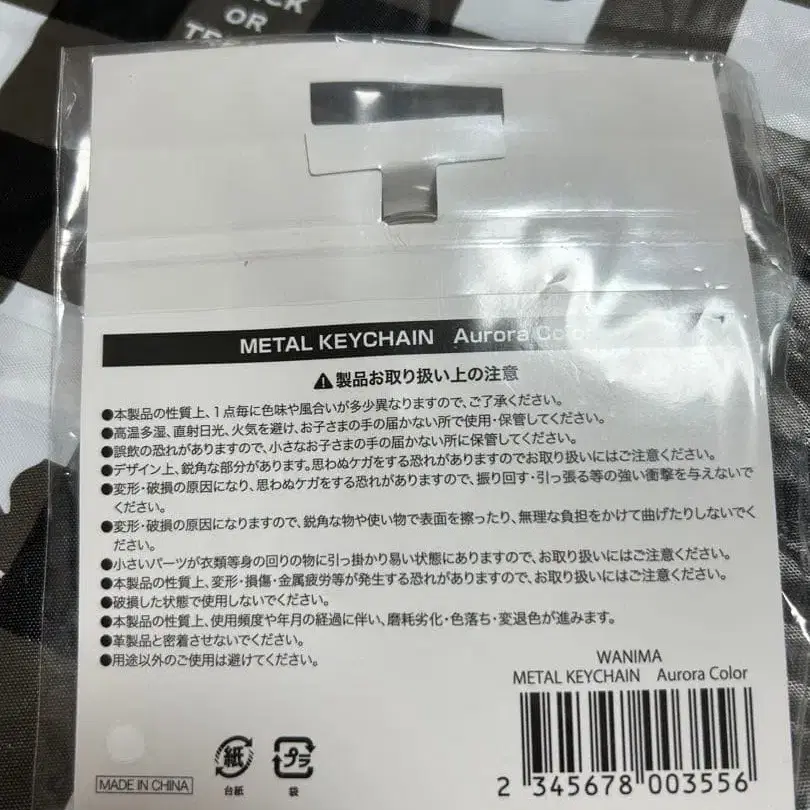 OR
METAL KEYCHAIN Aurora Color
製品お取り扱い上の注意
●本製品の性質上、1点毎に色味や風合いが多少異なりますので、ご了承ください。
●高温多湿、直射日光、火気を避け、お子さまの手の届かない所で使用・保管してください。
●誤飲の恐れがありますので、小さなお子さまの手の届かない所に保管してください。
●デザイン上、鋭角な部分があります。思わぬケガをする恐れがありますのでお取り扱いにはご注意ください。
●変形・破損の原因になり、思わぬケガをする恐れがありますので、振り回す・引っ張る等の強い衝撃を与えないで
ください。
●変形・破損の原因になりますので、鋭角な物や使い物で表面を擦ったり、無理な負担をかけて曲げたりしないでく
ださい。
●小さいパーツが衣類等身の回りの物に引っ掛かり易い状態にありますので、お取り扱いにはご注意ください。
●本製品の性質上、変形・損傷・金属疲労等が発生する恐れがありますので、お取り扱いにはご注意ください。
●破損した状態で使用しないでください。
●本製品の性質上、使用頻度や年月の経過に伴い、磨耗劣化・色落ち・変退色が進みます。
●革製品と密着させないでください。
●用途以外のご使用は避けてください。
WANIMA
METAL KEYCHAIN Aurora Color
2 345678 003556
MADE IN CHINA
紙
台紙
プラ
袋